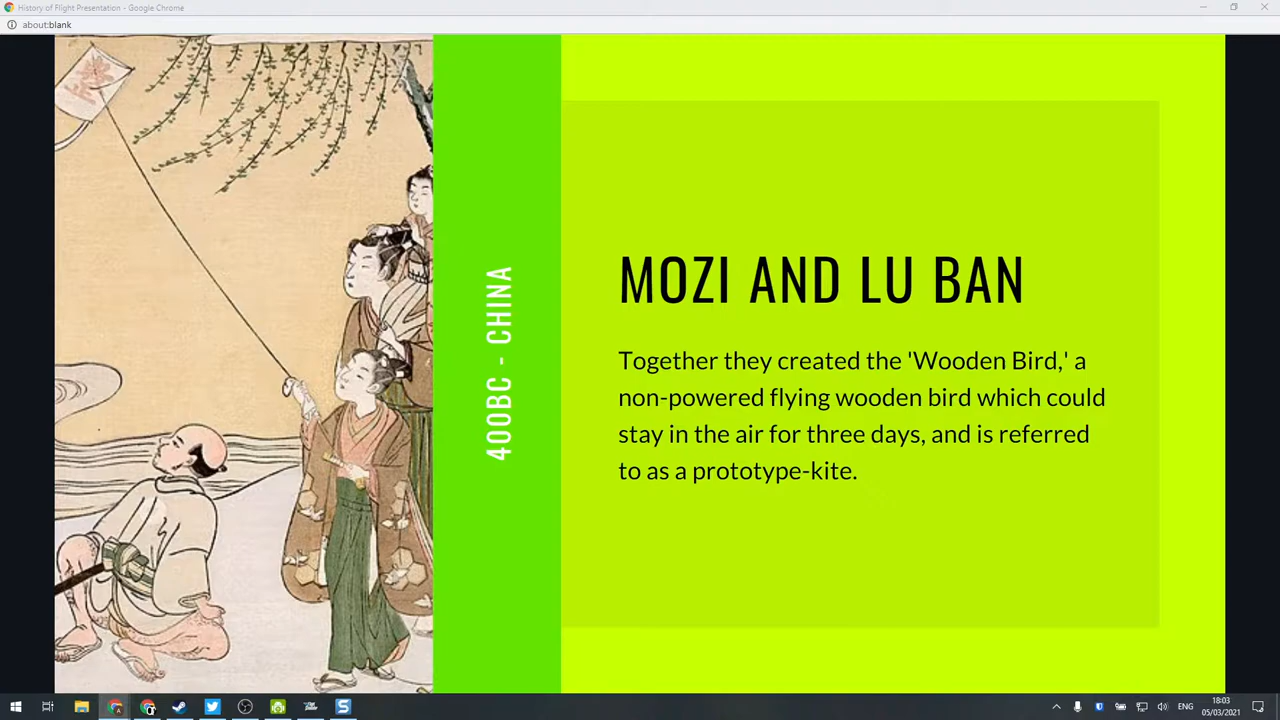 History of Flight Presentation - Google Chrome
about:blank
400BC - CHINA
MOZI AND LU BAN
Together they created the 'Wooden Bird,' a
non-powered flying wooden bird which could
stay in the air for three days, and is referred
to as a prototype-kite.
ENG
18:03
05/03/2021